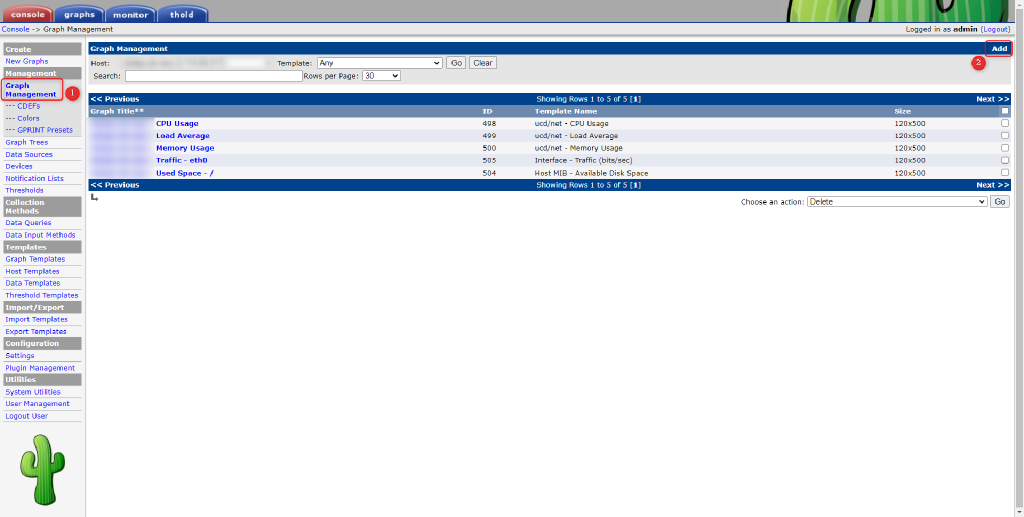 console graphs monitor thold
Console -> Graph Management Logged in as admin (Logout)
Create
New Graphs
Management
Graph
Management
1
--- CDEFs
--- Colors
--- GPRINT Presets
Graph Trees
Data Sources
Devices
Notification Lists
Thresholds
Collection
Methods
Data Queries
Data Input Methods
Templates
Graph Templates
Host Templates
Data Templates
Threshold Templates
Import/Export
Import Templates
Export Templates
Configuration
Settings
Plugin Management
Utilities
System Utilities
User Management
Logout User
Graph Management Add
2
Host: Template: Any Go Clear
Search: Rows per Page: 30
<< Previous Showing Rows 1 to 5 of 5 [1] Next >>
Graph Title** ID Template Name Size
CPU Usage 498 ucd/net - CPU Usage 120x500
Load Average 499 ucd/net - Load Average 120x500
Memory Usage 500 ucd/net - Memory Usage 120x500
Traffic - eth0 505 Interface - Traffic (bits/sec) 120x500
Used Space - / 504 Host MIB - Available Disk Space 120x500
<< Previous Showing Rows 1 to 5 of 5 [1] Next >>
Choose an action: Delete Go